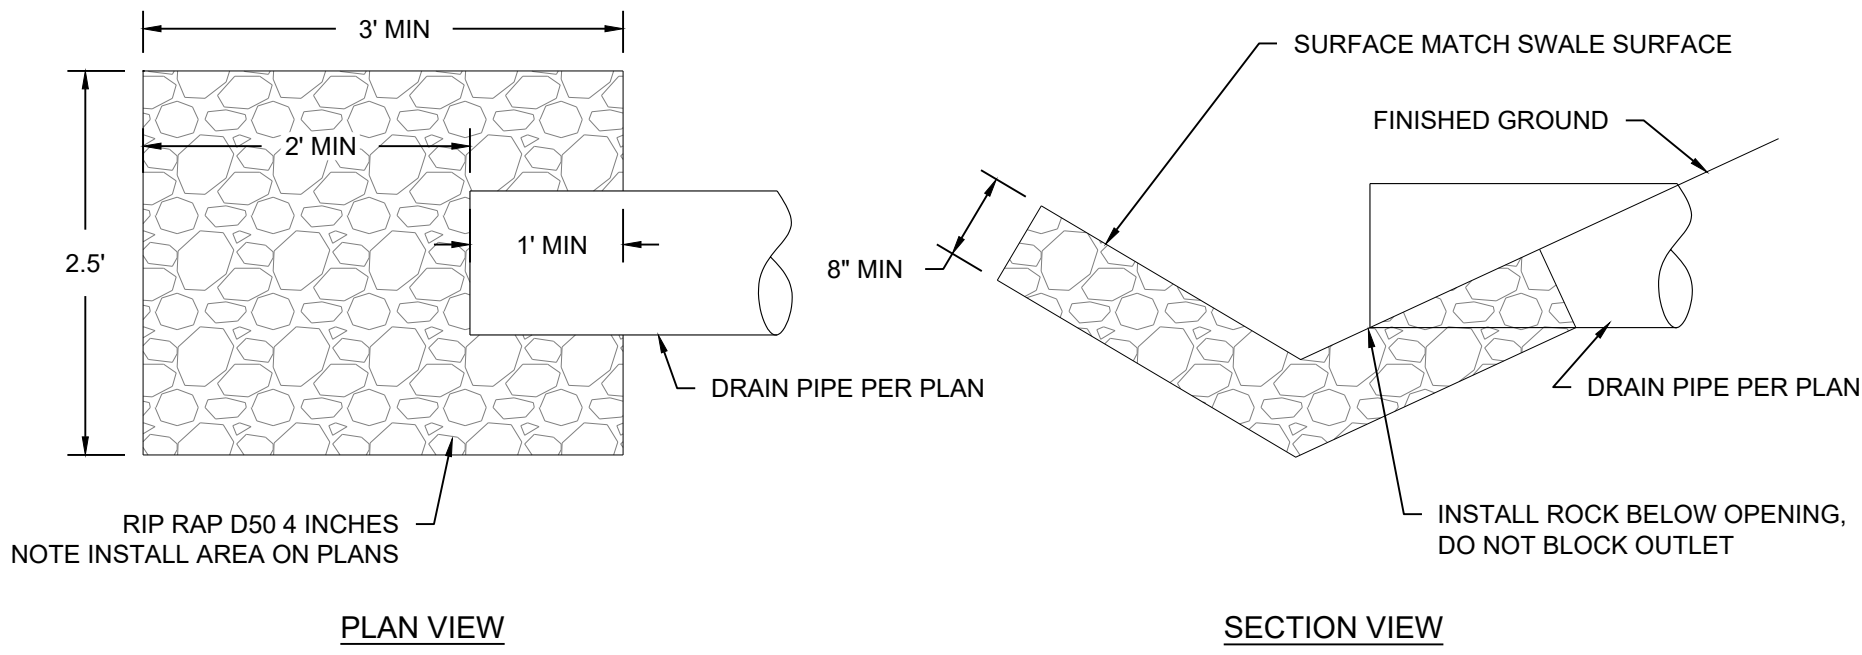 3' MIN
2' MIN
2.5'
1' MIN
DRAIN PIPE PER PLAN
RIP RAP D50 4 INCHES
NOTE INSTALL AREA ON PLANS
PLAN VIEW
SURFACE MATCH SWALE SURFACE
FINISHED GROUND
8" MIN
DRAIN PIPE PER PLAN
INSTALL ROCK BELOW OPENING,
DO NOT BLOCK OUTLET
SECTION VIEW